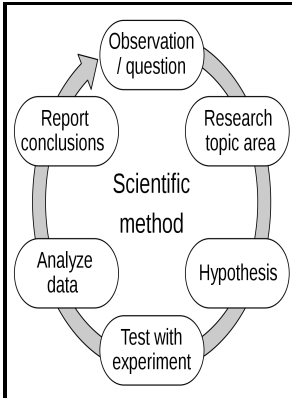 Observation
/ question
Research
topic area
Hypothesis
Test with
experiment
Analyze
data
Report
conclusions
Scientific
method